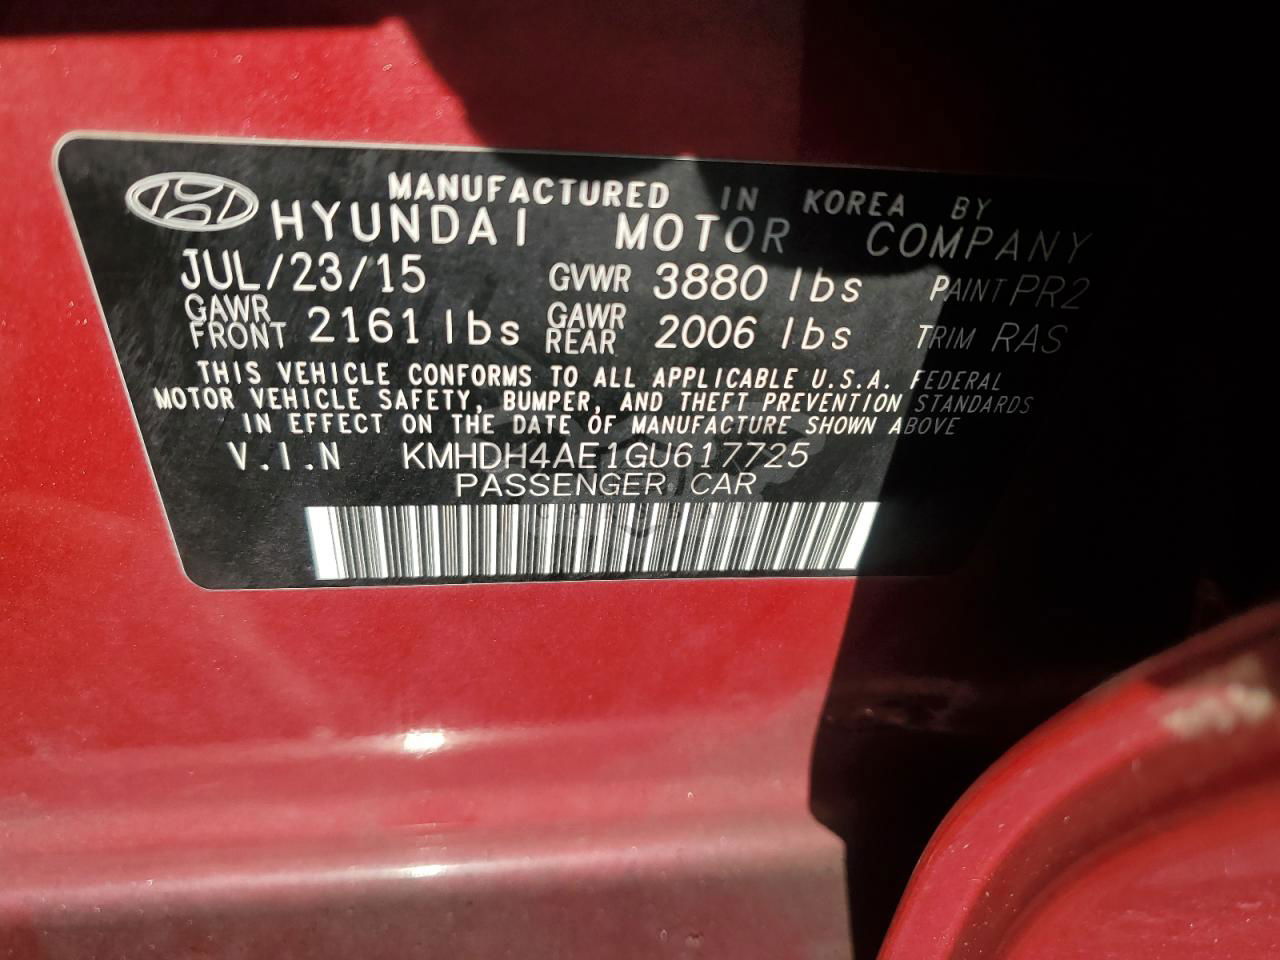 MANUFACTURED IN KOREA BY
HYUNDAI MOTOR COMPANY
JUL/23/15 GVWR 3880 lbs PAINT PR2
GAWR FRONT 2161 lbs GAWR REAR 2006 lbs TRIM RAS
THIS VEHICLE CONFORMS TO ALL APPLICABLE U.S.A. FEDERAL
MOTOR VEHICLE SAFETY, BUMPER, AND THEFT PREVENTION STANDARDS
IN EFFECT ON THE DATE OF MANUFACTURE SHOWN ABOVE
V.I.N KMHDH4AE1GU617725
PASSENGER CAR